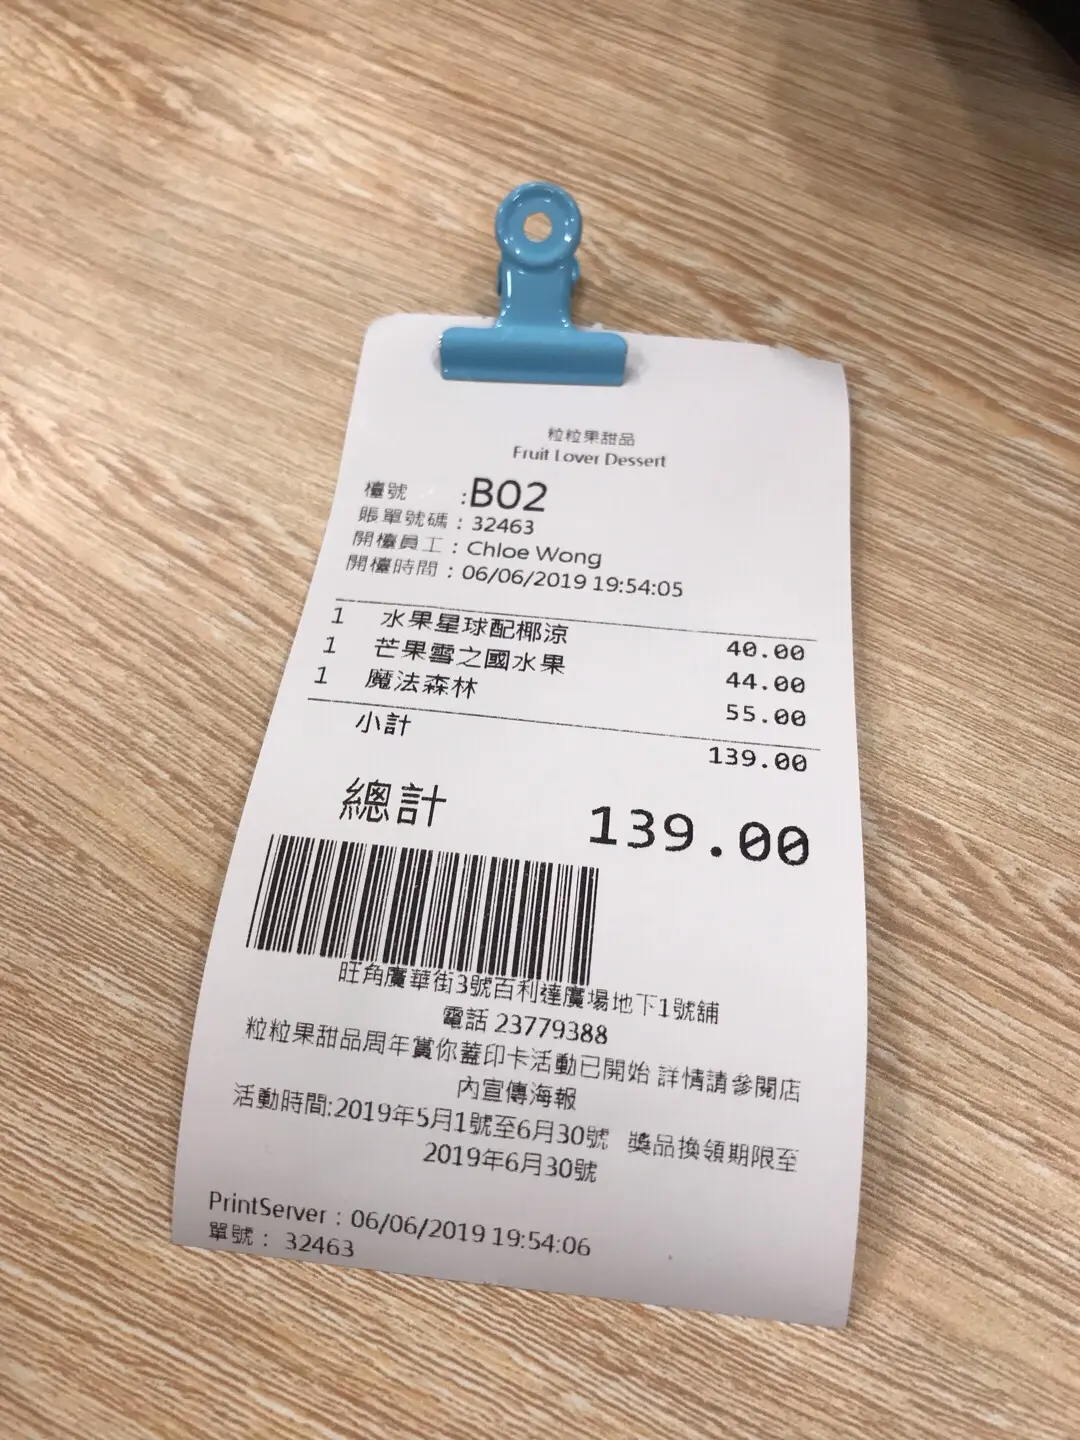 粒粒果甜品
Fruit Lover Dessert
檯號 :B02
賬單號碼：32463
開檯員工：Chloe Wong
開檯時間：06/06/2019 19:54:05
1 水果星球配椰涼 40.00
1 芒果雪之國水果 44.00
1 魔法森林 55.00
小計 139.00
總計 139.00
旺角廣華街3號百利達廣場地下1號舖
電話 23779388
粒粒果甜品周年賞你蓋印卡活動已開始 詳情請參閱店
內宣傳海報
活動時間:2019年5月1號至6月30號 獎品換領期限至
2019年6月30號
PrintServer：06/06/2019 19:54:06
單號： 32463